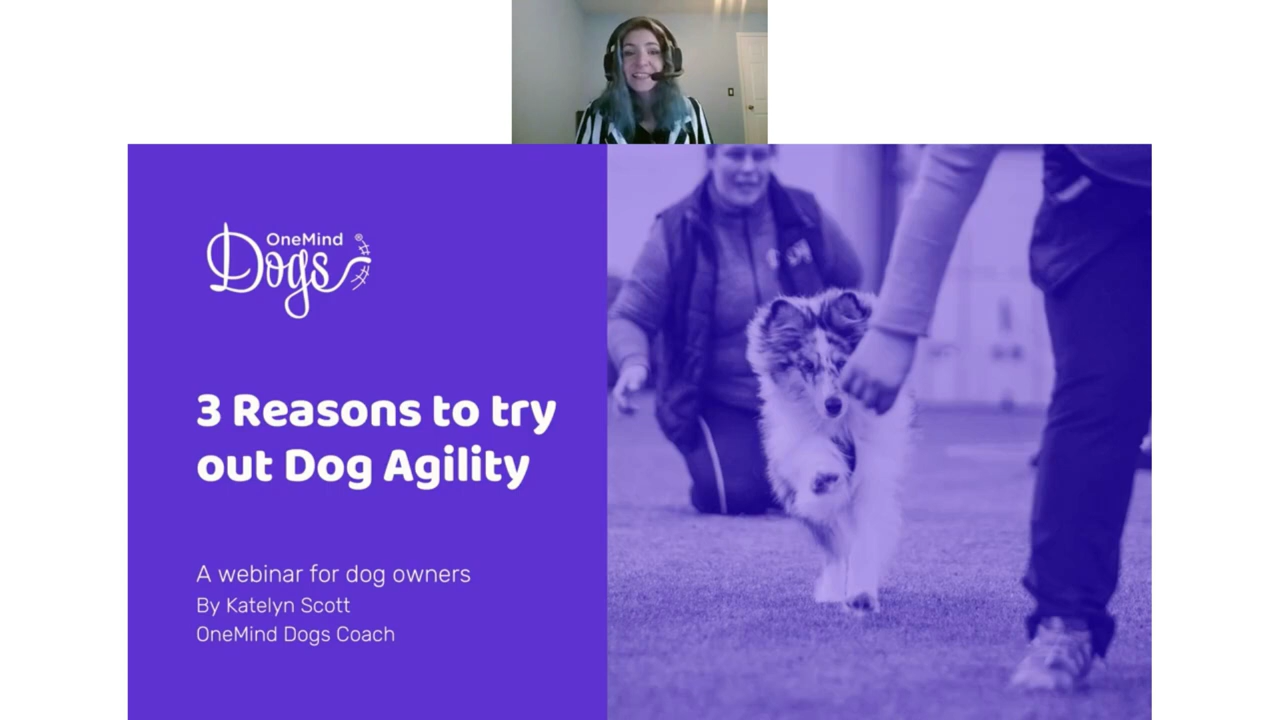 OneMind ®
Dogs
3 Reasons to try
out Dog Agility
A webinar for dog owners
By Katelyn Scott
OneMind Dogs Coach